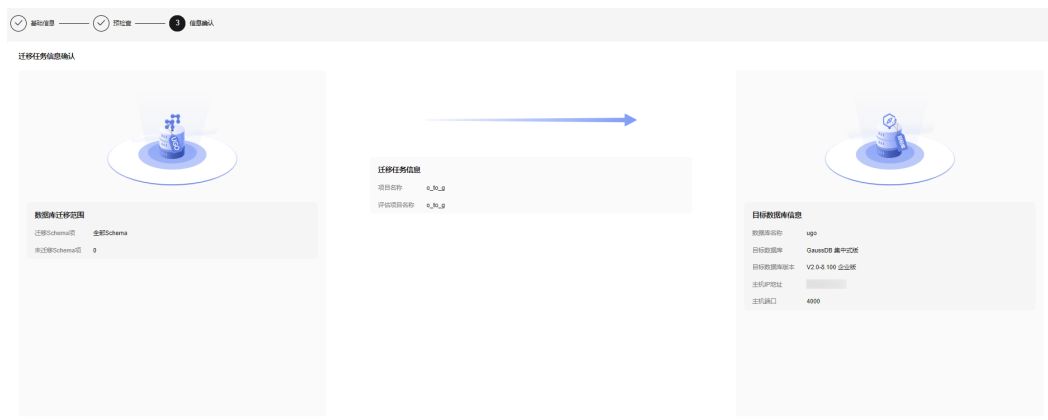 基础信息
预检查
3 信息确认
迁移任务信息确认
UGO
数据库迁移范围
迁移Schema项 全部Schema
未迁移Schema项 0
迁移任务信息
项目名称 o_to_g
评估项目名称 o_to_g
目标数据库信息
数据库名称 ugo
目标数据库 GaussDB 集中式版
目标数据库版本 V2.0-8.100 企业版
主机IP地址
主机端口 4000